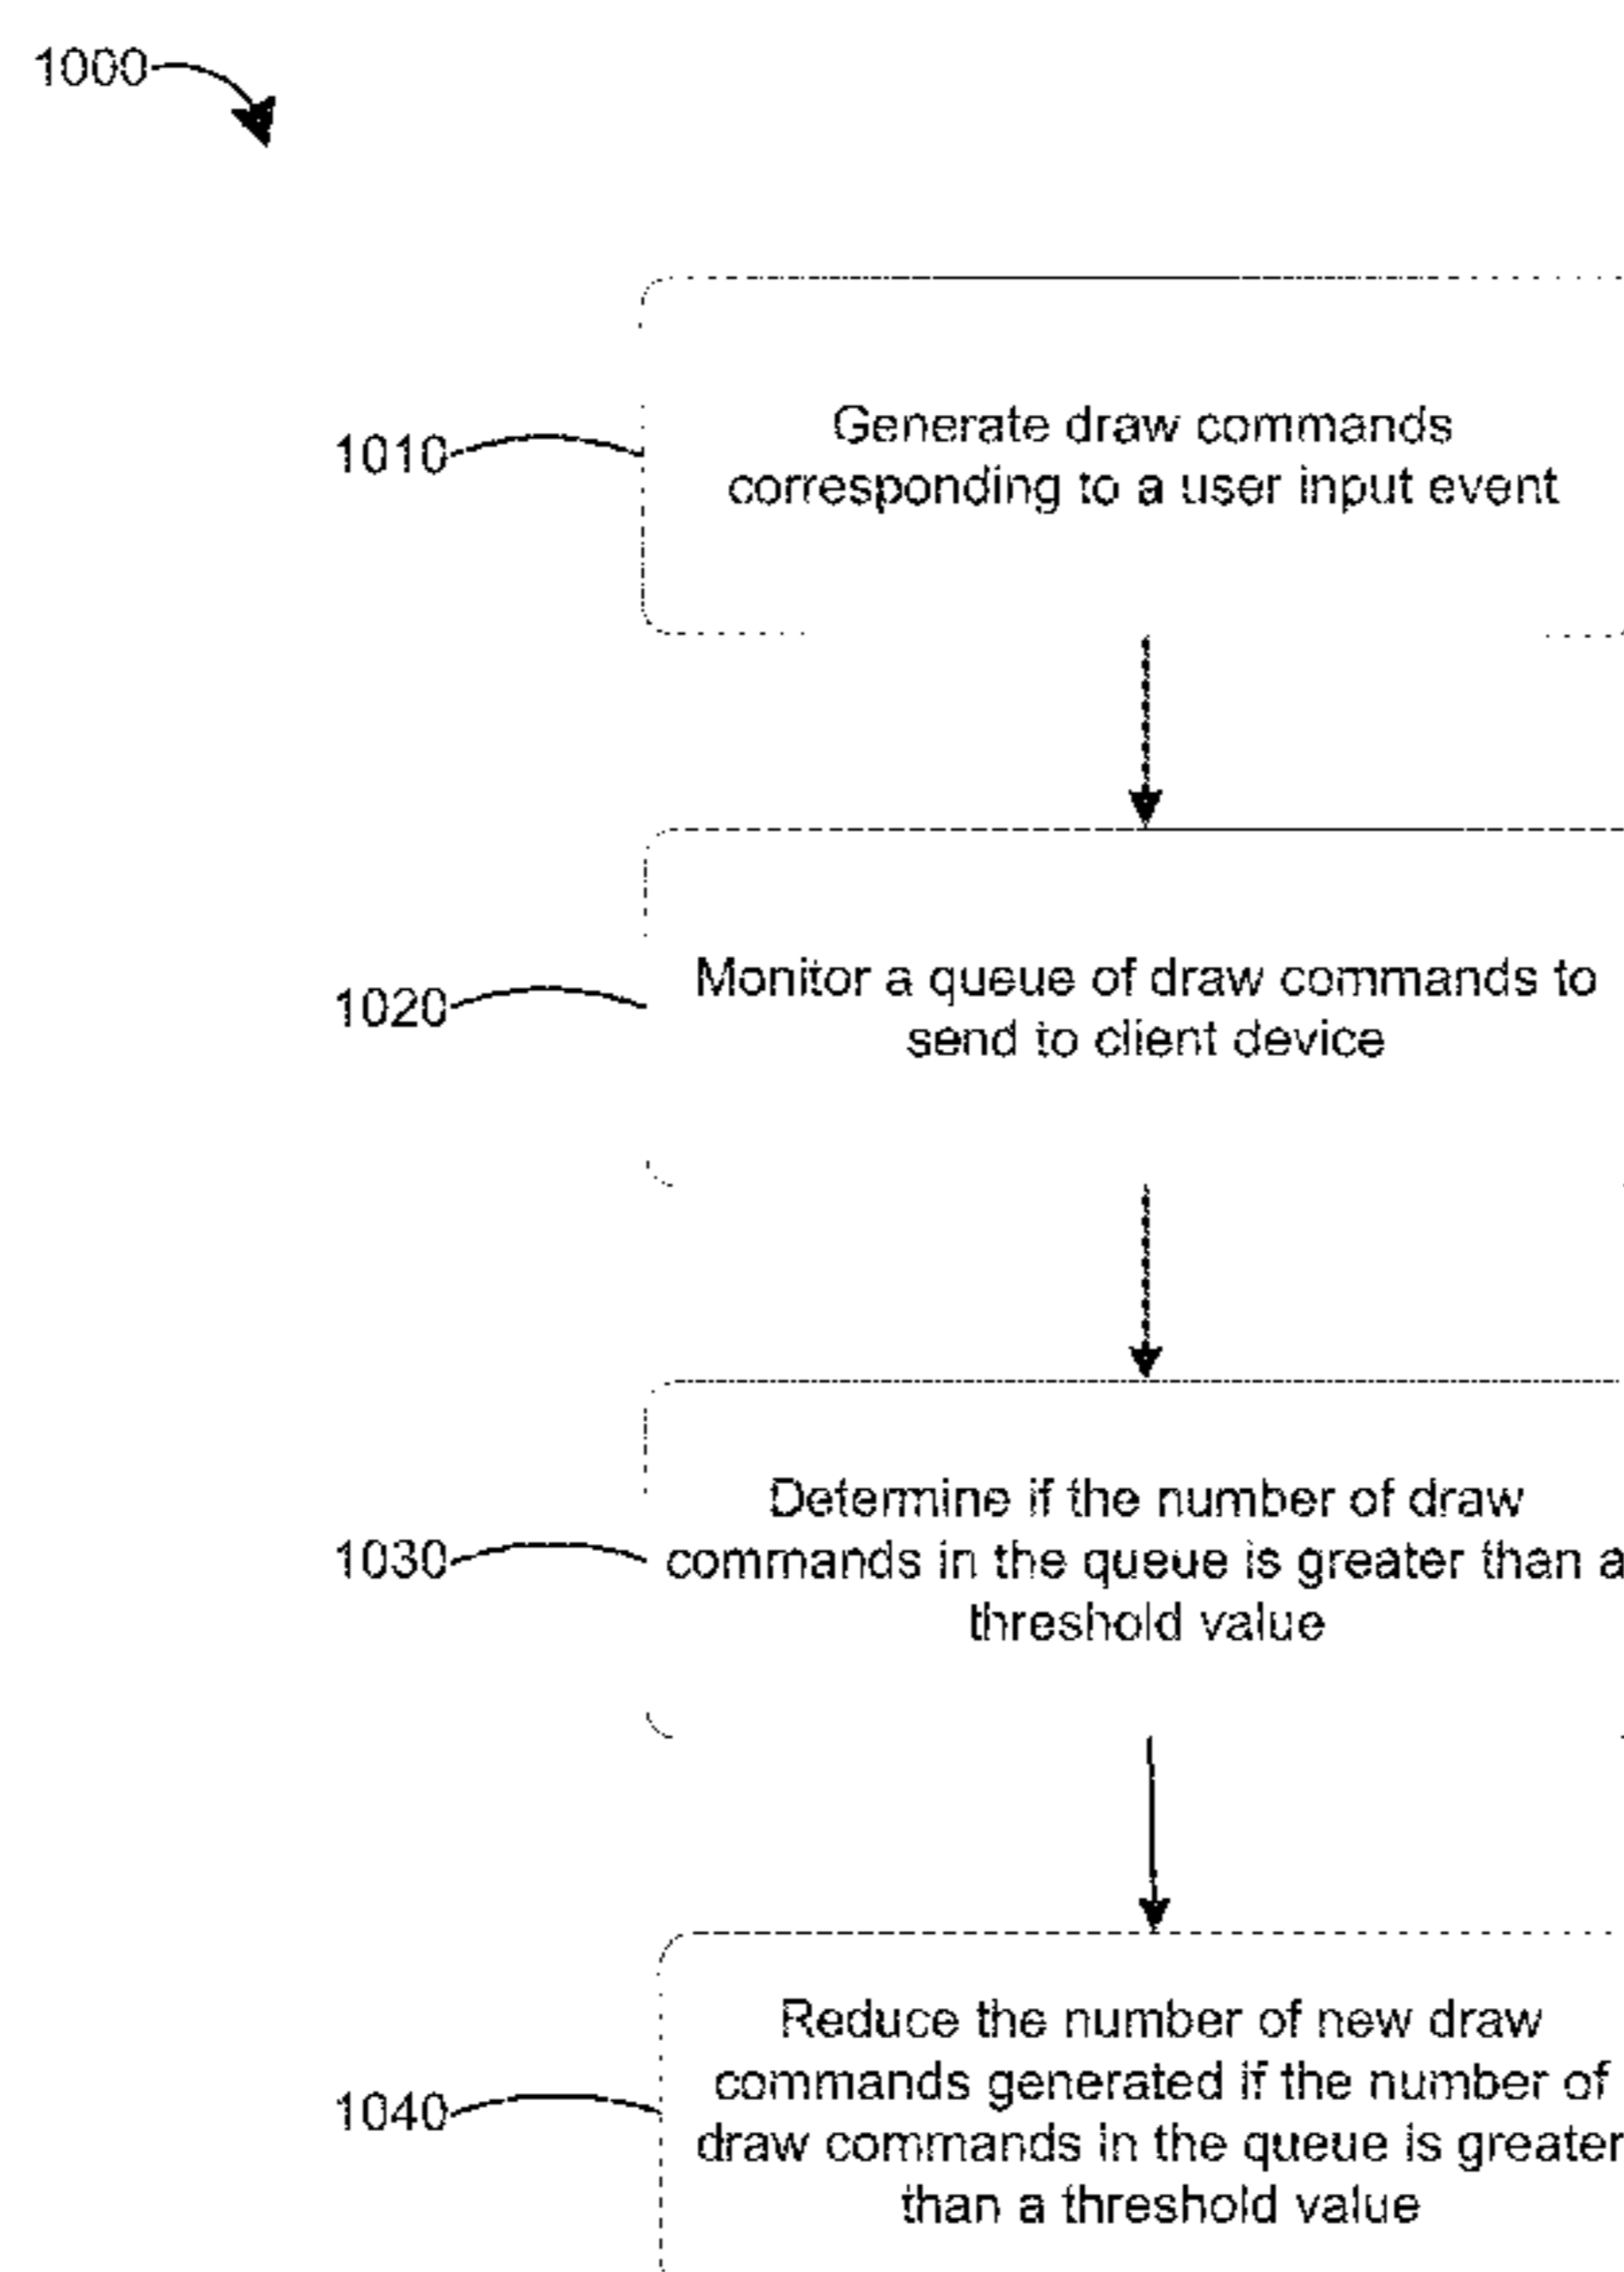 1000
1010
Generate draw commands
corresponding to a user input event
1020
Monitor a queue of draw commands to
send to client device
1030
Determine if the number of draw
commands in the queue is greater than a
threshold value
1040
Reduce the number of new draw
commands generated if the number of
draw commands in the queue is greater
than a threshold value